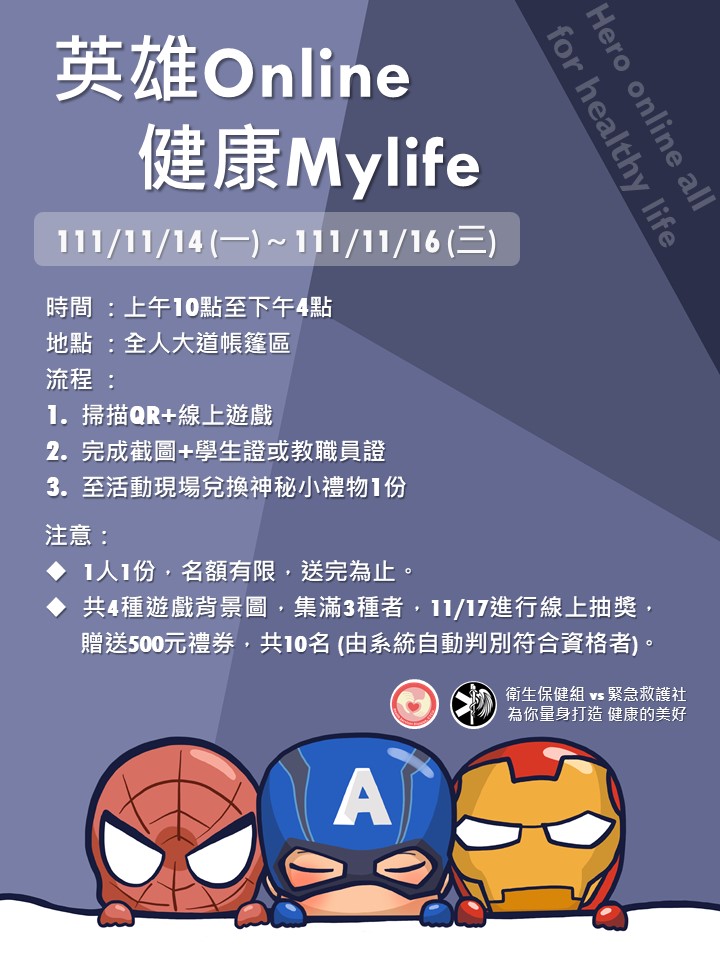 英雄Online
健康Mylife
Hero online all
for healthy life
111/11/14 (一) ~ 111/11/16 (三)
時間 ：上午10點至下午4點
地點 ：全人大道帳篷區
流程 ：
1. 掃描QR+線上遊戲
2. 完成截圖+學生證或教職員證
3. 至活動現場兌換神秘小禮物1份
注意：
◆ 1人1份，名額有限，送完為止。
◆ 共4種遊戲背景圖，集滿3種者，11/17進行線上抽獎，
贈送500元禮券，共10名 (由系統自動判別符合資格者)。
衛生保健組 vs 緊急救護社
為你量身打造 健康的美好
A